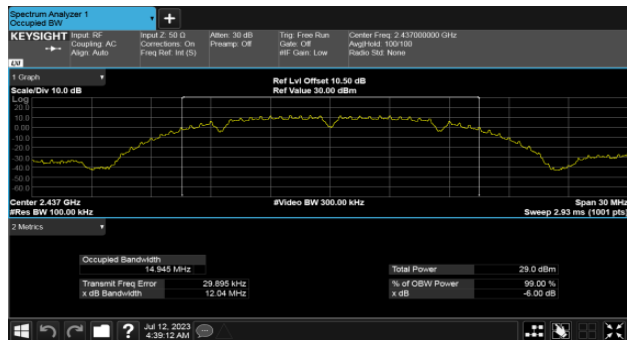 Spectrum Analyzer 1
Occupied BW
KEYSIGHT Input: RF Input Z: 50 Ω Atten: 30 dB Trig: Free Run Center Freq: 2.437000000 GHz
Coupling: AC Corrections: On Preamp: Off Gate: Off Avg|Hold: 100/100
Align: Auto Freq Ref: Int (S) #IF Gain: Low Radio Std: None
LXI
1 Graph Ref Lvl Offset 10.50 dB
Scale/Div 10.0 dB Ref Value 30.00 dBm
Log
20.0
10.0
0.00
-10.0
-20.0
-30.0
-40.0
-50.0
-60.0
Center 2.437 GHz #Video BW 300.00 kHz Span 30 MHz
#Res BW 100.00 kHz Sweep 2.93 ms (1001 pts)
2 Metrics
Occupied Bandwidth
14.945 MHz Total Power 29.0 dBm
Transmit Freq Error 29.895 kHz % of OBW Power 99.00 %
x dB Bandwidth 12.04 MHz x dB -6.00 dB
? Jul 12, 2023
4:39:12 AM